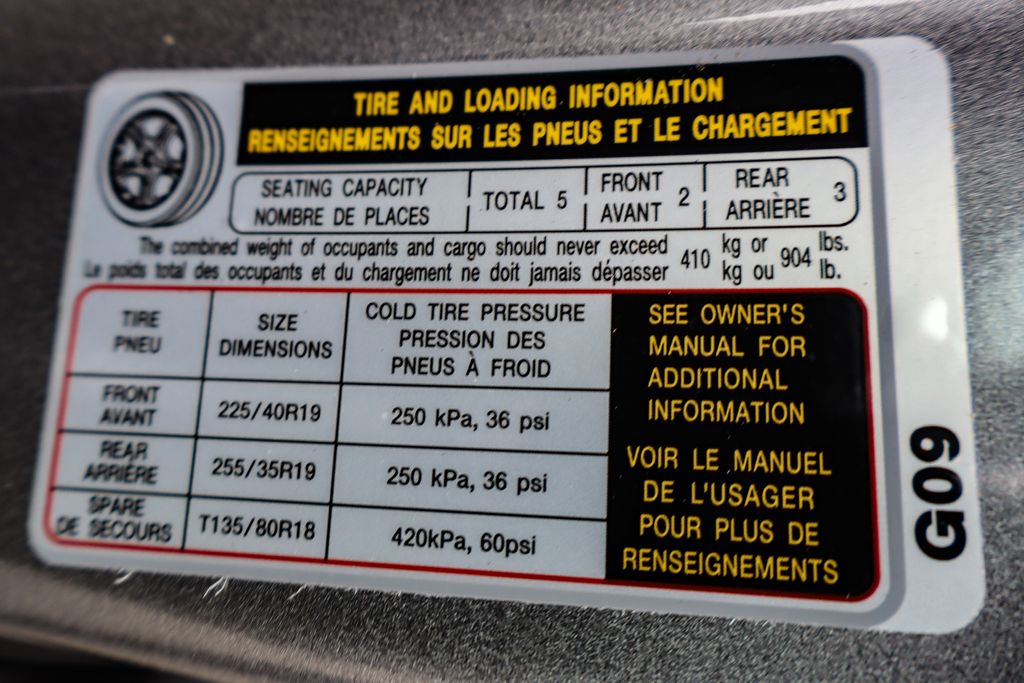 TIRE AND LOADING INFORMATION
RENSEIGNEMENTS SUR LES PNEUS ET LE CHARGEMENT
SEATING CAPACITY
NOMBRE DE PLACES
TOTAL 5
FRONT
AVANT
2
REAR
ARRIÈRE
3
The combined weight of occupants and cargo should never exceed 410 kg or 904 lbs.
Le poids total des occupants et du chargement ne doit jamais dépasser kg ou lb.
TIRE
PNEU
SIZE
DIMENSIONS
COLD TIRE PRESSURE
PRESSION DES
PNEUS À FROID
FRONT
AVANT
225/40R19
250 kPa, 36 psi
REAR
ARRIÈRE
255/35R19
250 kPa, 36 psi
SPARE
DE SECOURS
T135/80R18
420kPa, 60psi
SEE OWNER'S
MANUAL FOR
ADDITIONAL
INFORMATION
VOIR LE MANUEL
DE L'USAGER
POUR PLUS DE
RENSEIGNEMENTS
G09